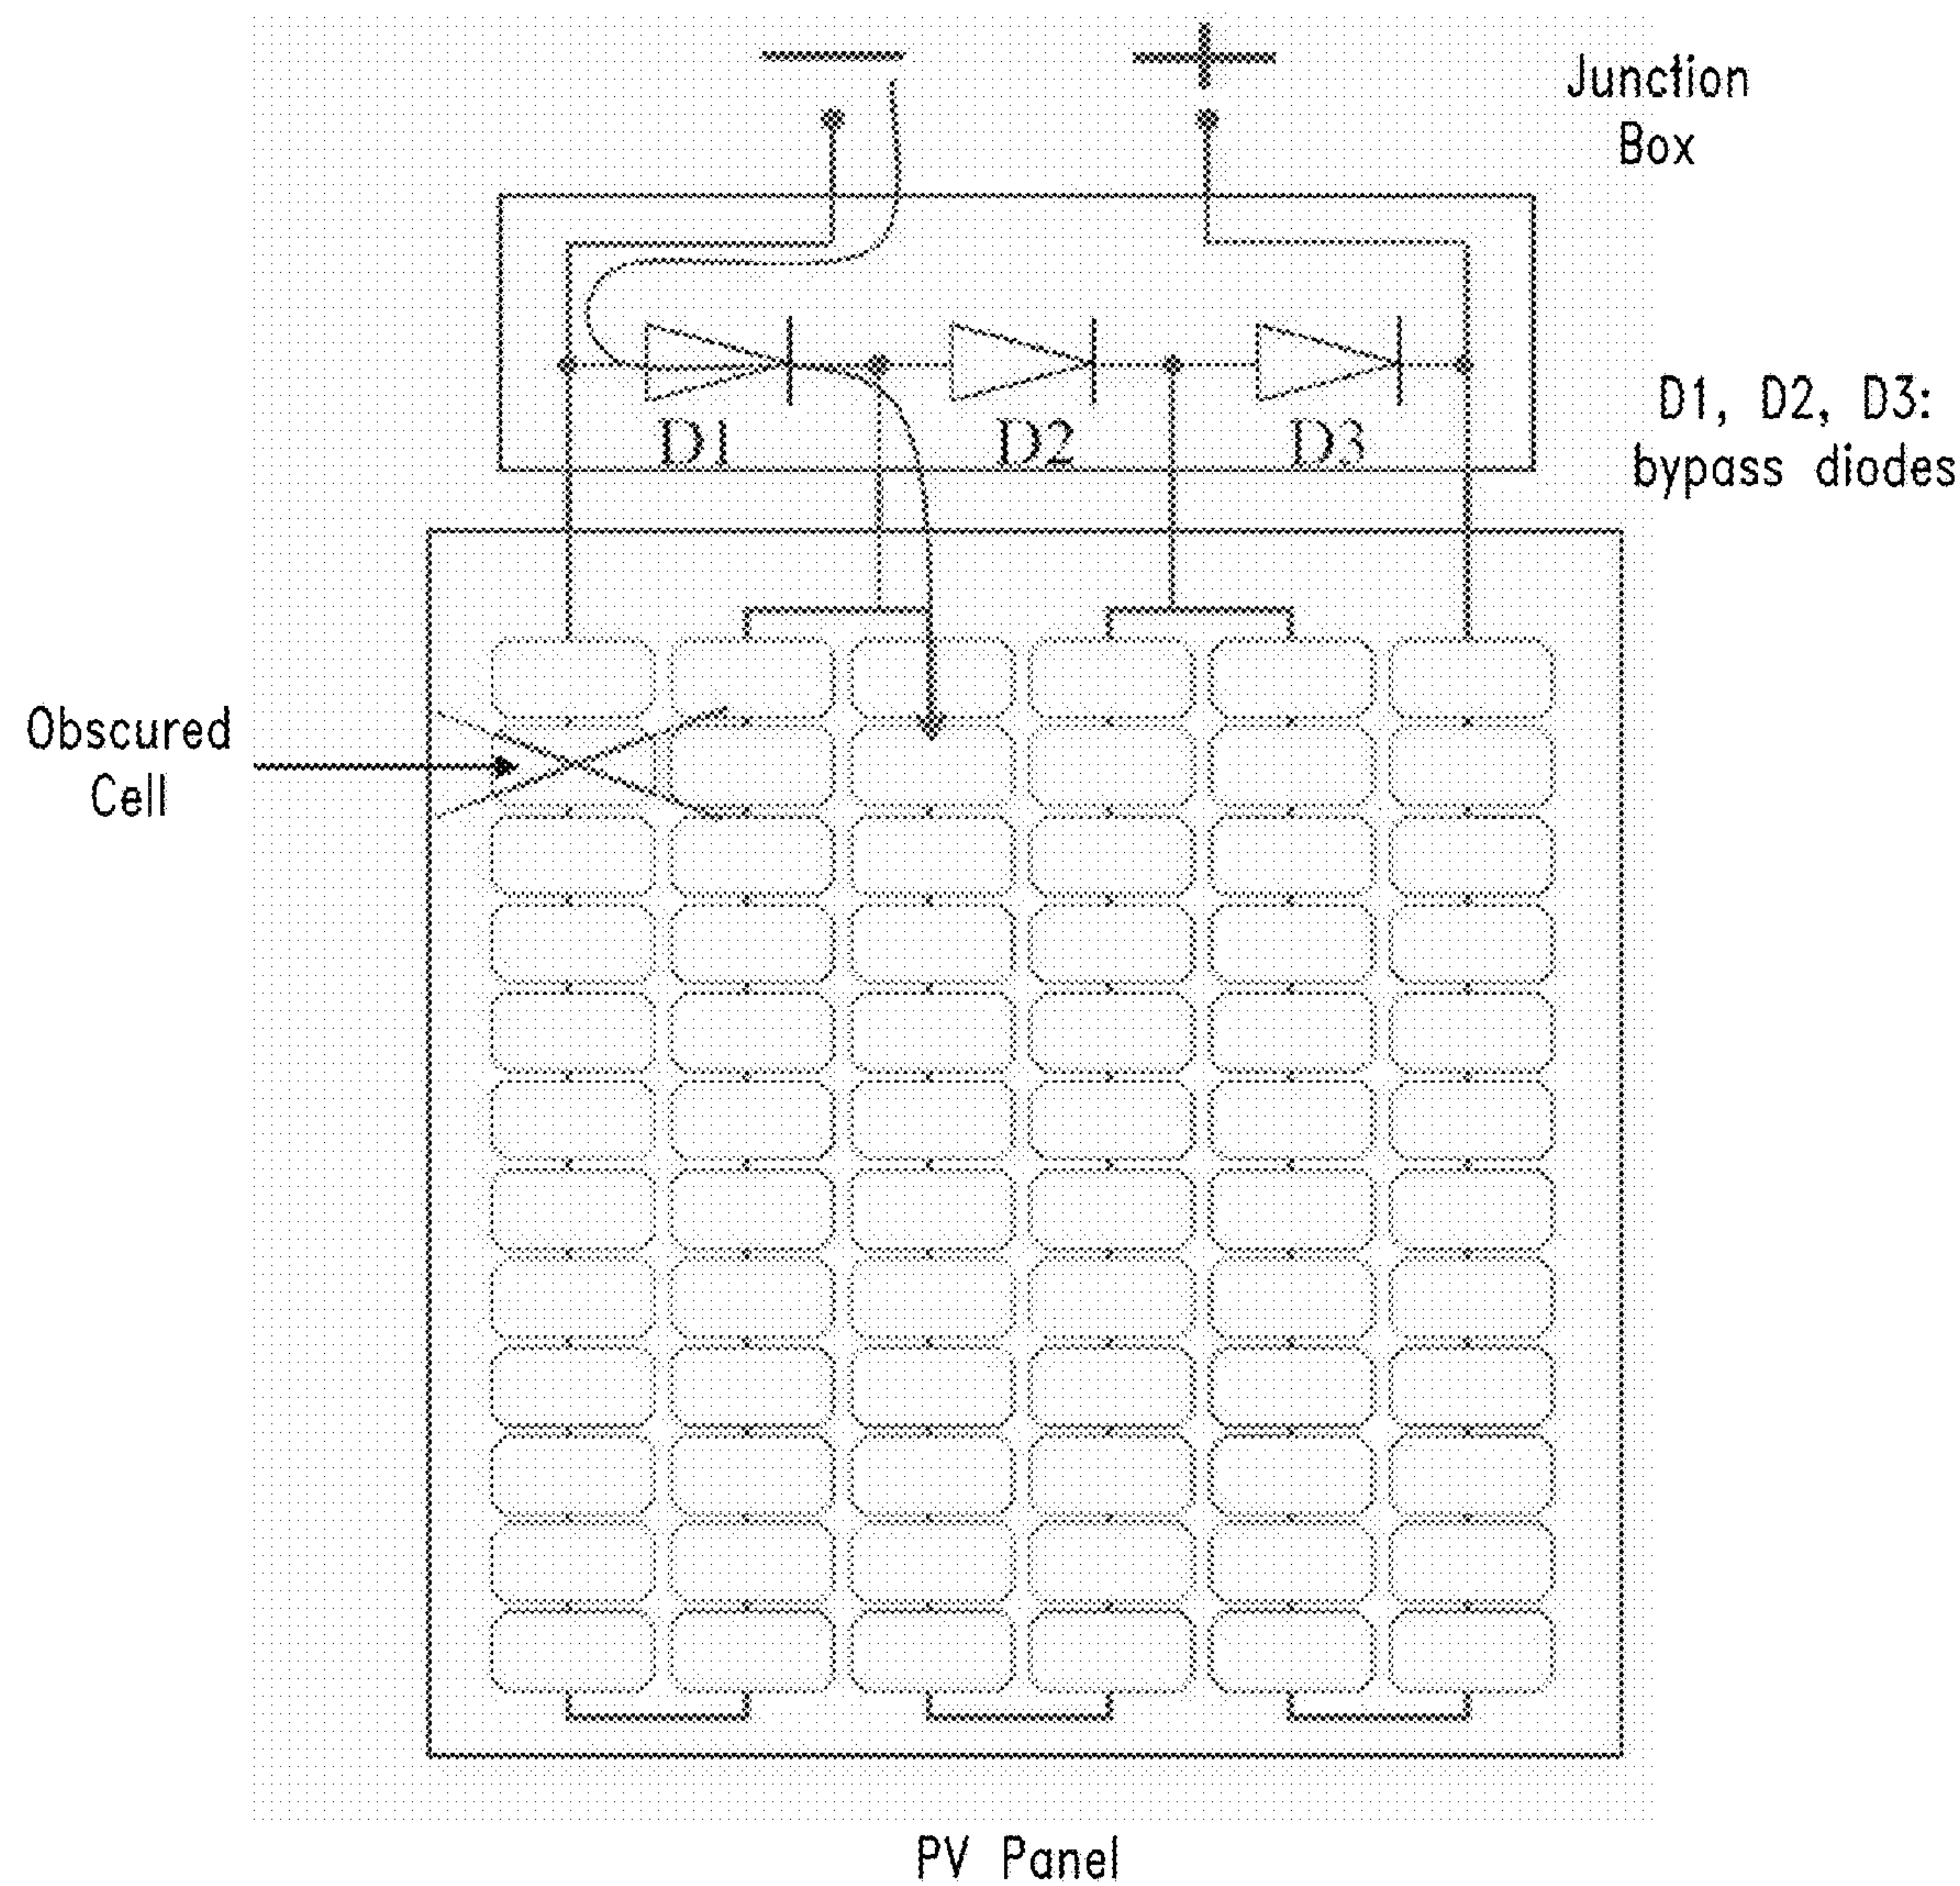 — +
Junction
Box
D1 D2 D3
D1, D2, D3:
bypass diodes
Obscured
Cell
PV Panel